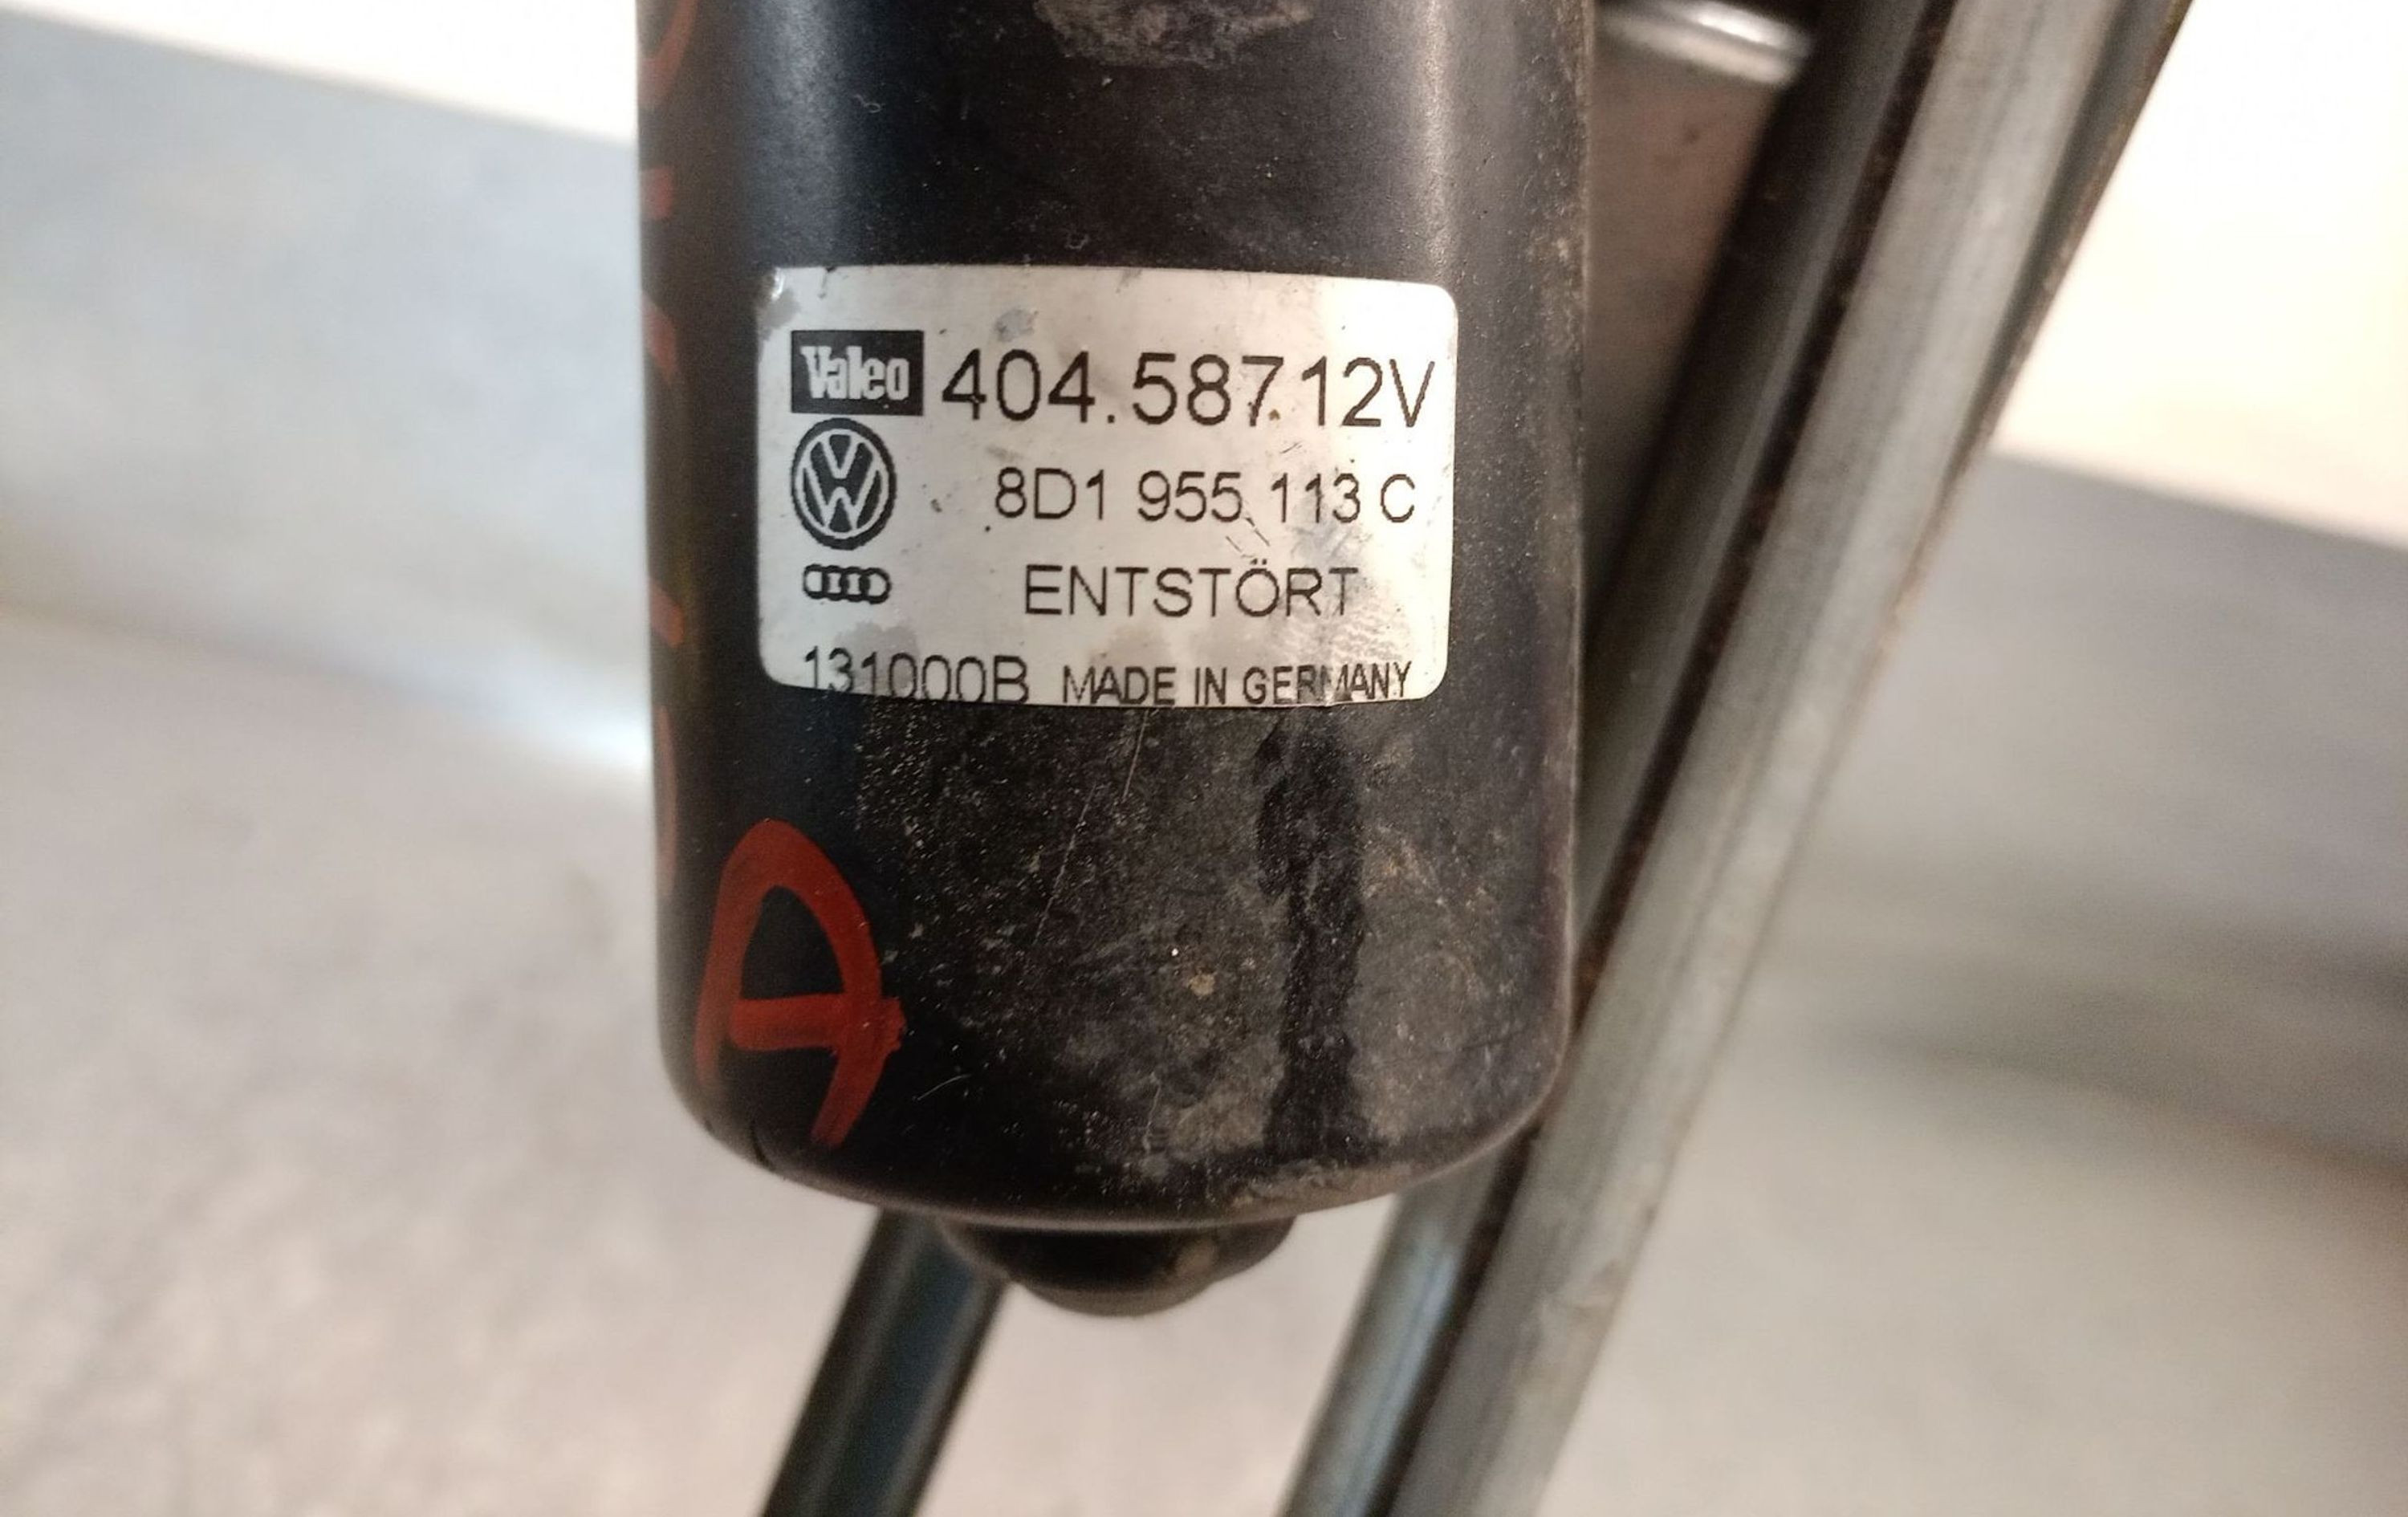 Valeo 404.587.12V
8D1 955 113 C
ENTSTÖRT
131000B MADE IN GERMANY
A